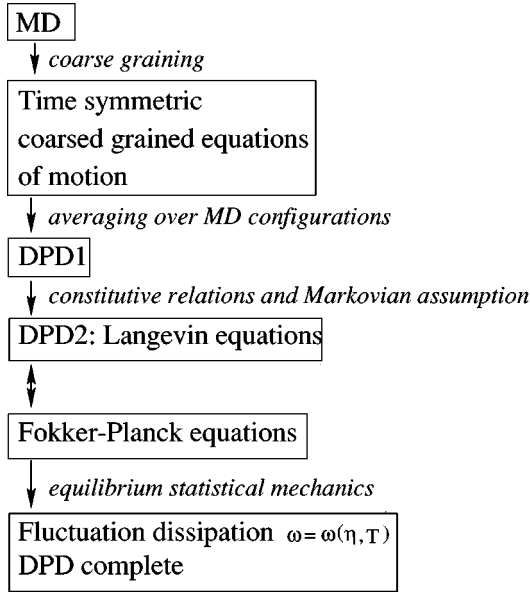 MD
coarse graining
Time symmetric
coarsed grained equations
of motion
averaging over MD configurations
DPD1
constitutive relations and Markovian assumption
DPD2: Langevin equations
Fokker-Planck equations
equilibrium statistical mechanics
Fluctuation dissipation ω=ω(η,T)
DPD complete